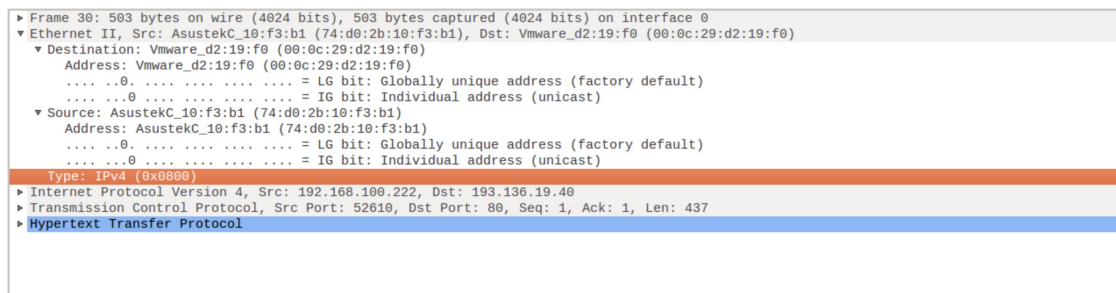 Frame 30: 503 bytes on wire (4024 bits), 503 bytes captured (4024 bits) on interface 0
Ethernet II, Src: AsustekC_10:f3:b1 (74:d0:2b:10:f3:b1), Dst: Vmware_d2:19:f0 (00:0c:29:d2:19:f0)
Destination: Vmware_d2:19:f0 (00:0c:29:d2:19:f0)
Address: Vmware_d2:19:f0 (00:0c:29:d2:19:f0)
.... ..0. .... .... .... .... = LG bit: Globally unique address (factory default)
.... ...0 .... .... .... .... = IG bit: Individual address (unicast)
Source: AsustekC_10:f3:b1 (74:d0:2b:10:f3:b1)
Address: AsustekC_10:f3:b1 (74:d0:2b:10:f3:b1)
.... ..0. .... .... .... .... = LG bit: Globally unique address (factory default)
.... ...0 .... .... .... .... = IG bit: Individual address (unicast)
Type: IPv4 (0x0800)
Internet Protocol Version 4, Src: 192.168.100.222, Dst: 193.136.19.40
Transmission Control Protocol, Src Port: 52610, Dst Port: 80, Seq: 1, Ack: 1, Len: 437
Hypertext Transfer Protocol